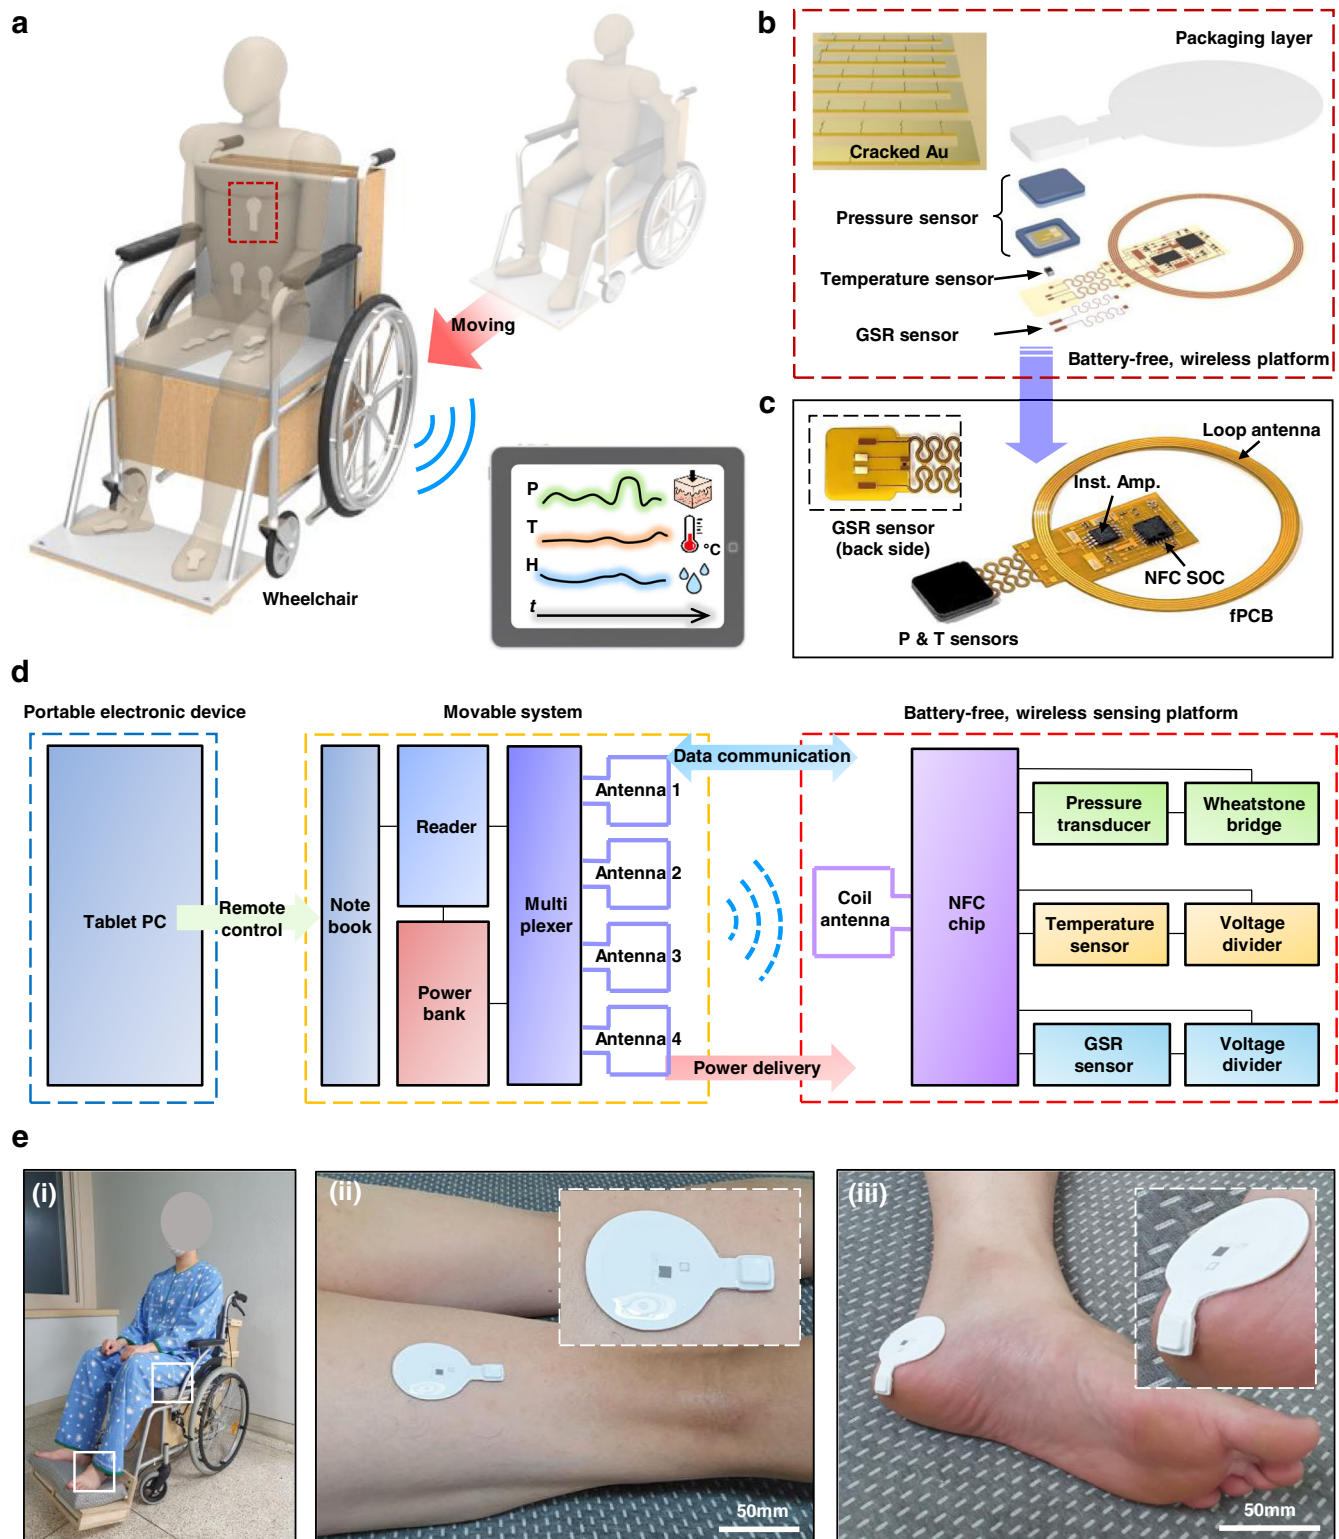 a
Moving
Wheelchair
P
T
°C
H
t
b
Packaging layer
Cracked Au
Pressure sensor
Temperature sensor
GSR sensor
Battery-free, wireless platform
c
Loop antenna
Inst. Amp.
GSR sensor
(back side)
NFC SOC
fPCB
P & T sensors
d
Portable electronic device
Movable system
Battery-free, wireless sensing platform
Tablet PC
Remote
control
Note
book
Reader
Power
bank
Multi
plexer
Antenna 1
Antenna 2
Antenna 3
Antenna 4
Data communication
Power delivery
Coil
antenna
NFC
chip
Pressure
transducer
Wheatstone
bridge
Temperature
sensor
Voltage
divider
GSR
sensor
Voltage
divider
e
(i)
(ii)
50mm
(iii)
50mm